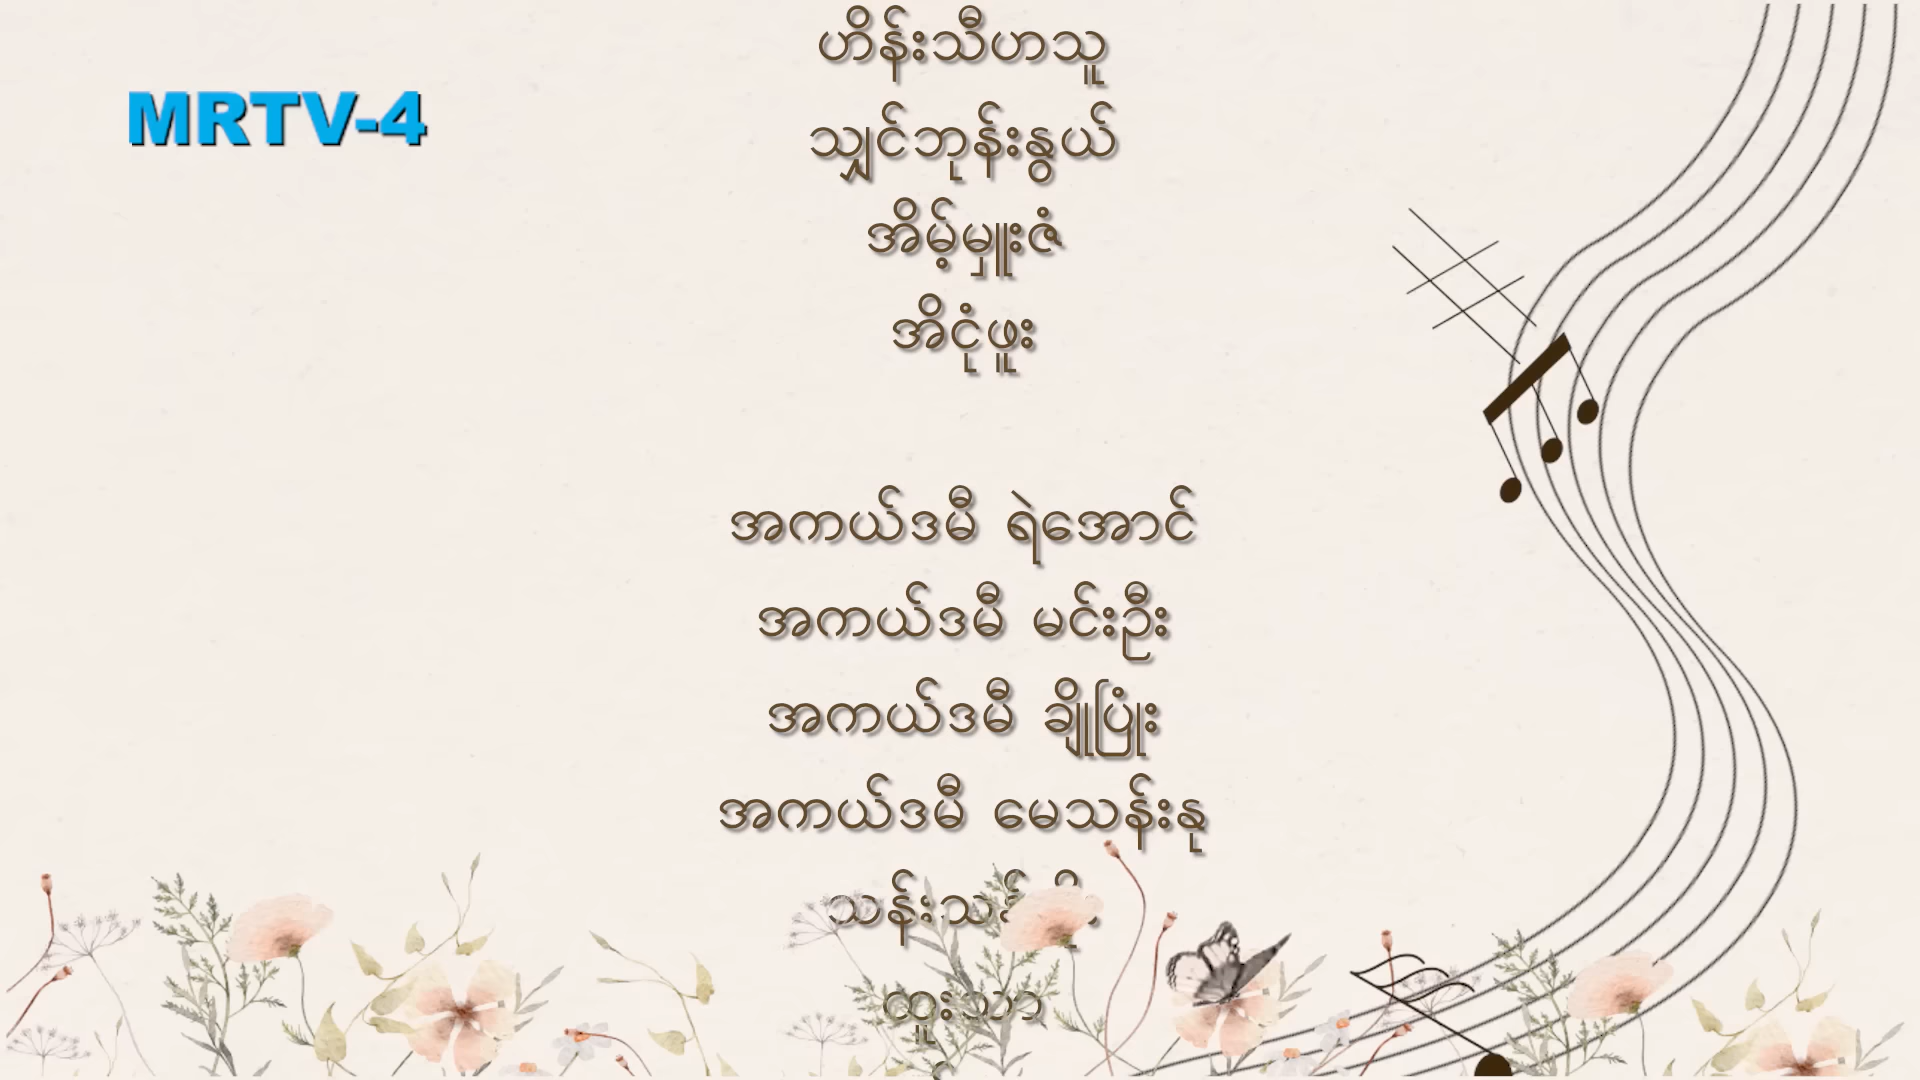 ဟိန်းသီဟသူ
MRTV-4
သျှင်ဘုန်းနွယ်
အိမ့်မှူးဇံ
အိငုံဖူး
အကယ်ဒမီ ရဲအောင်
အကယ်ဒမီ မင်းဦး
အကယ်ဒမီ ချိုပြုံး
အကယ်ဒမီ မေသန်းနု
ထူးသာ